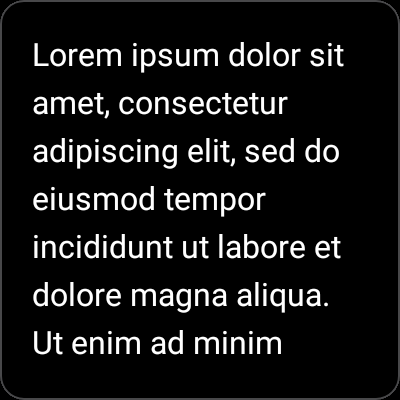 Lorem ipsum dolor sit
amet, consectetur
adipiscing elit, sed do
eiusmod tempor
incididunt ut labore et
dolore magna aliqua.
Ut enim ad minim